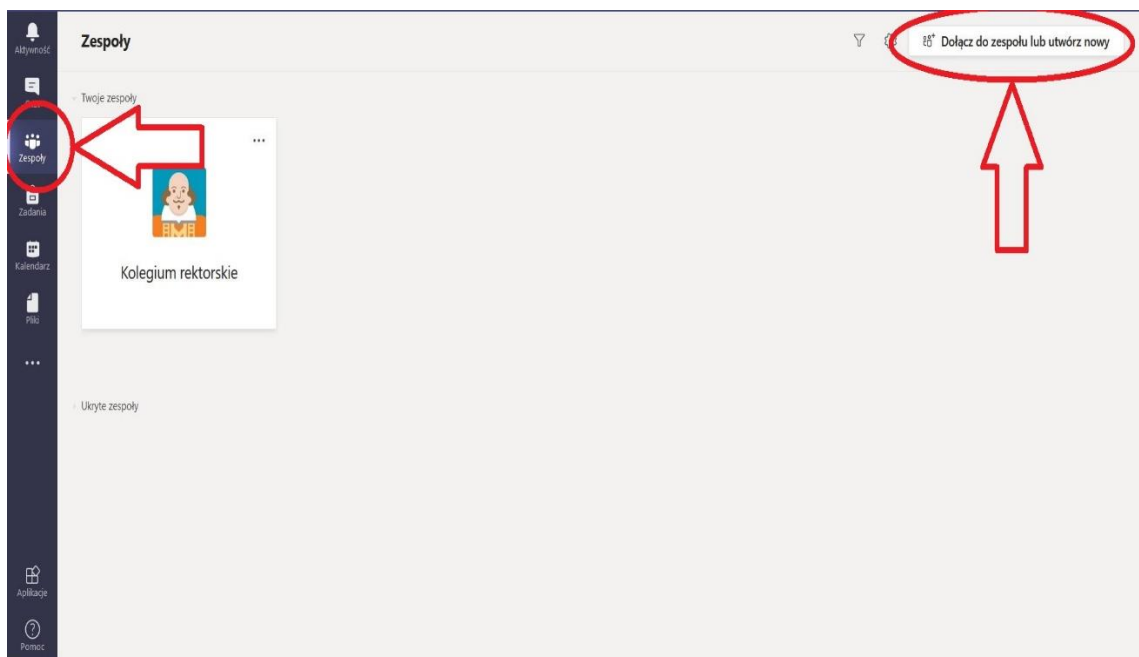 Aktywność
Zespoły
Dołącz do zespołu lub utwórz nowy
Twoje zespoły
Zespoły
Zadania
Kalendarz
Kolegium rektorskie
Pliki
Ukryte zespoły
Aplikacje
Pomoc